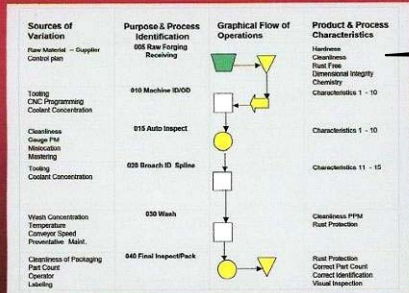 Sources of Variation
Purpose & Process Identification
Graphical Flow of Operations
Product & Process Characteristics
Raw Material – Supplier
Control plan
005 Raw Forging
Receiving
Hardness
Cleanliness
Rust Free
Dimensional Integrity
Chemistry
Tooling
CNC Programming
Coolant Concentration
010 Machine ID/OD
Characteristics 1 - 10
Cleanliness
Gauge PM
Mislocation
Mastering
015 Auto Inspect
Characteristics 1 - 10
Tooling
Coolant Concentration
020 Broach ID Spline
Characteristics 11 - 15
Wash Concentration
Temperature
Conveyor Speed
Preventative Maint.
030 Wash
Cleanliness PPM
Rust Protection
Cleanliness of Packaging
Part Count
Operator
Labeling
040 Final Inspect/Pack
Rust Protection
Correct Part Count
Correct Identification
Visual Inspection